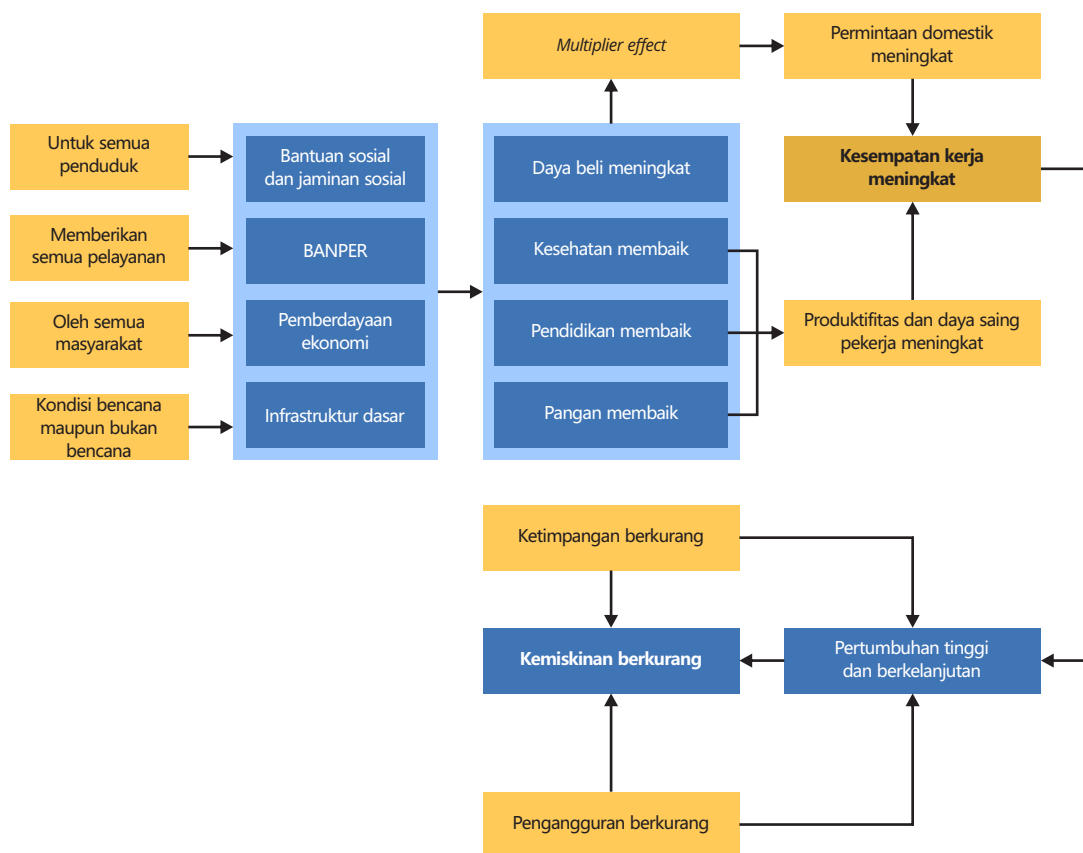 Multiplier effect
Permintaan domestik
meningkat
Untuk semua
penduduk
Memberikan
semua pelayanan
Oleh semua
masyarakat
Kondisi bencana
maupun bukan
bencana
Bantuan sosial
dan jaminan sosial
BANPER
Pemberdayaan
ekonomi
Infrastruktur dasar
Daya beli meningkat
Kesehatan membaik
Pendidikan membaik
Pangan membaik
Kesempatan kerja
meningkat
Produktifitas dan daya saing
pekerja meningkat
Ketimpangan berkurang
Kemiskinan berkurang
Pertumbuhan tinggi
dan berkelanjutan
Pengangguran berkurang